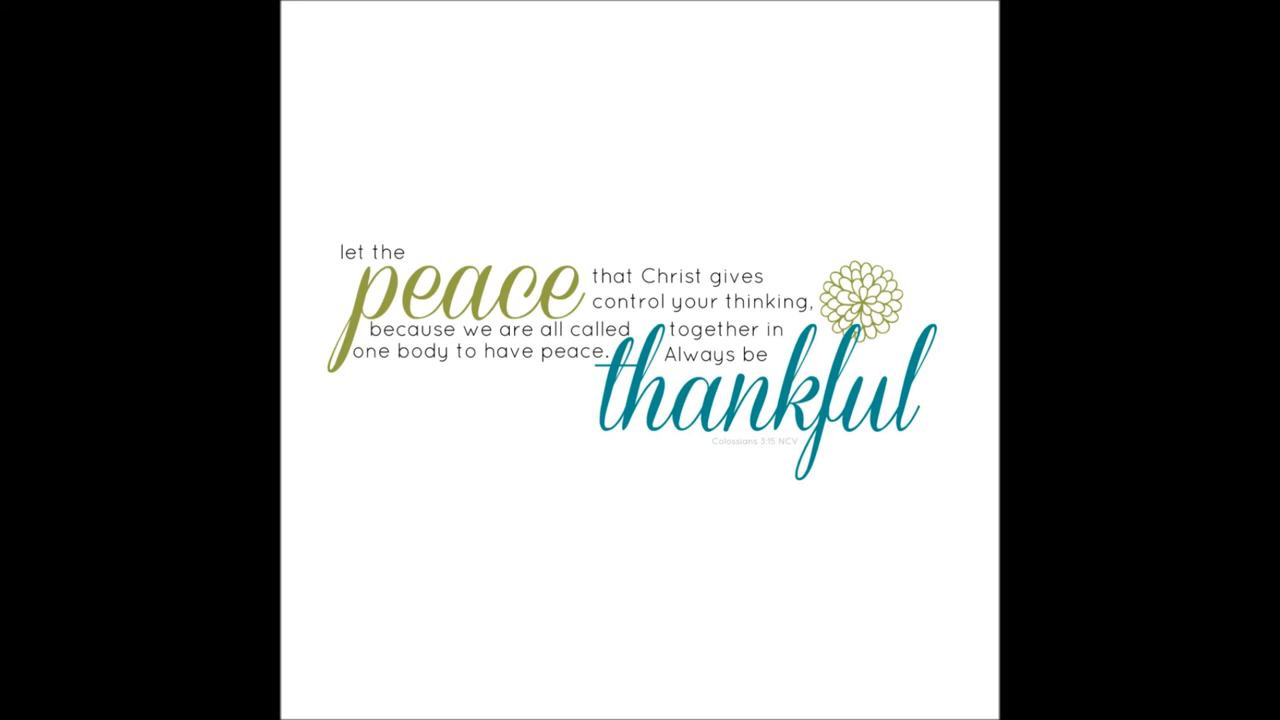 let the
peace that Christ gives
control your thinking,
because we are all called together in
one body to have peace. Always be
thankful
Colossians 3:15 NCV